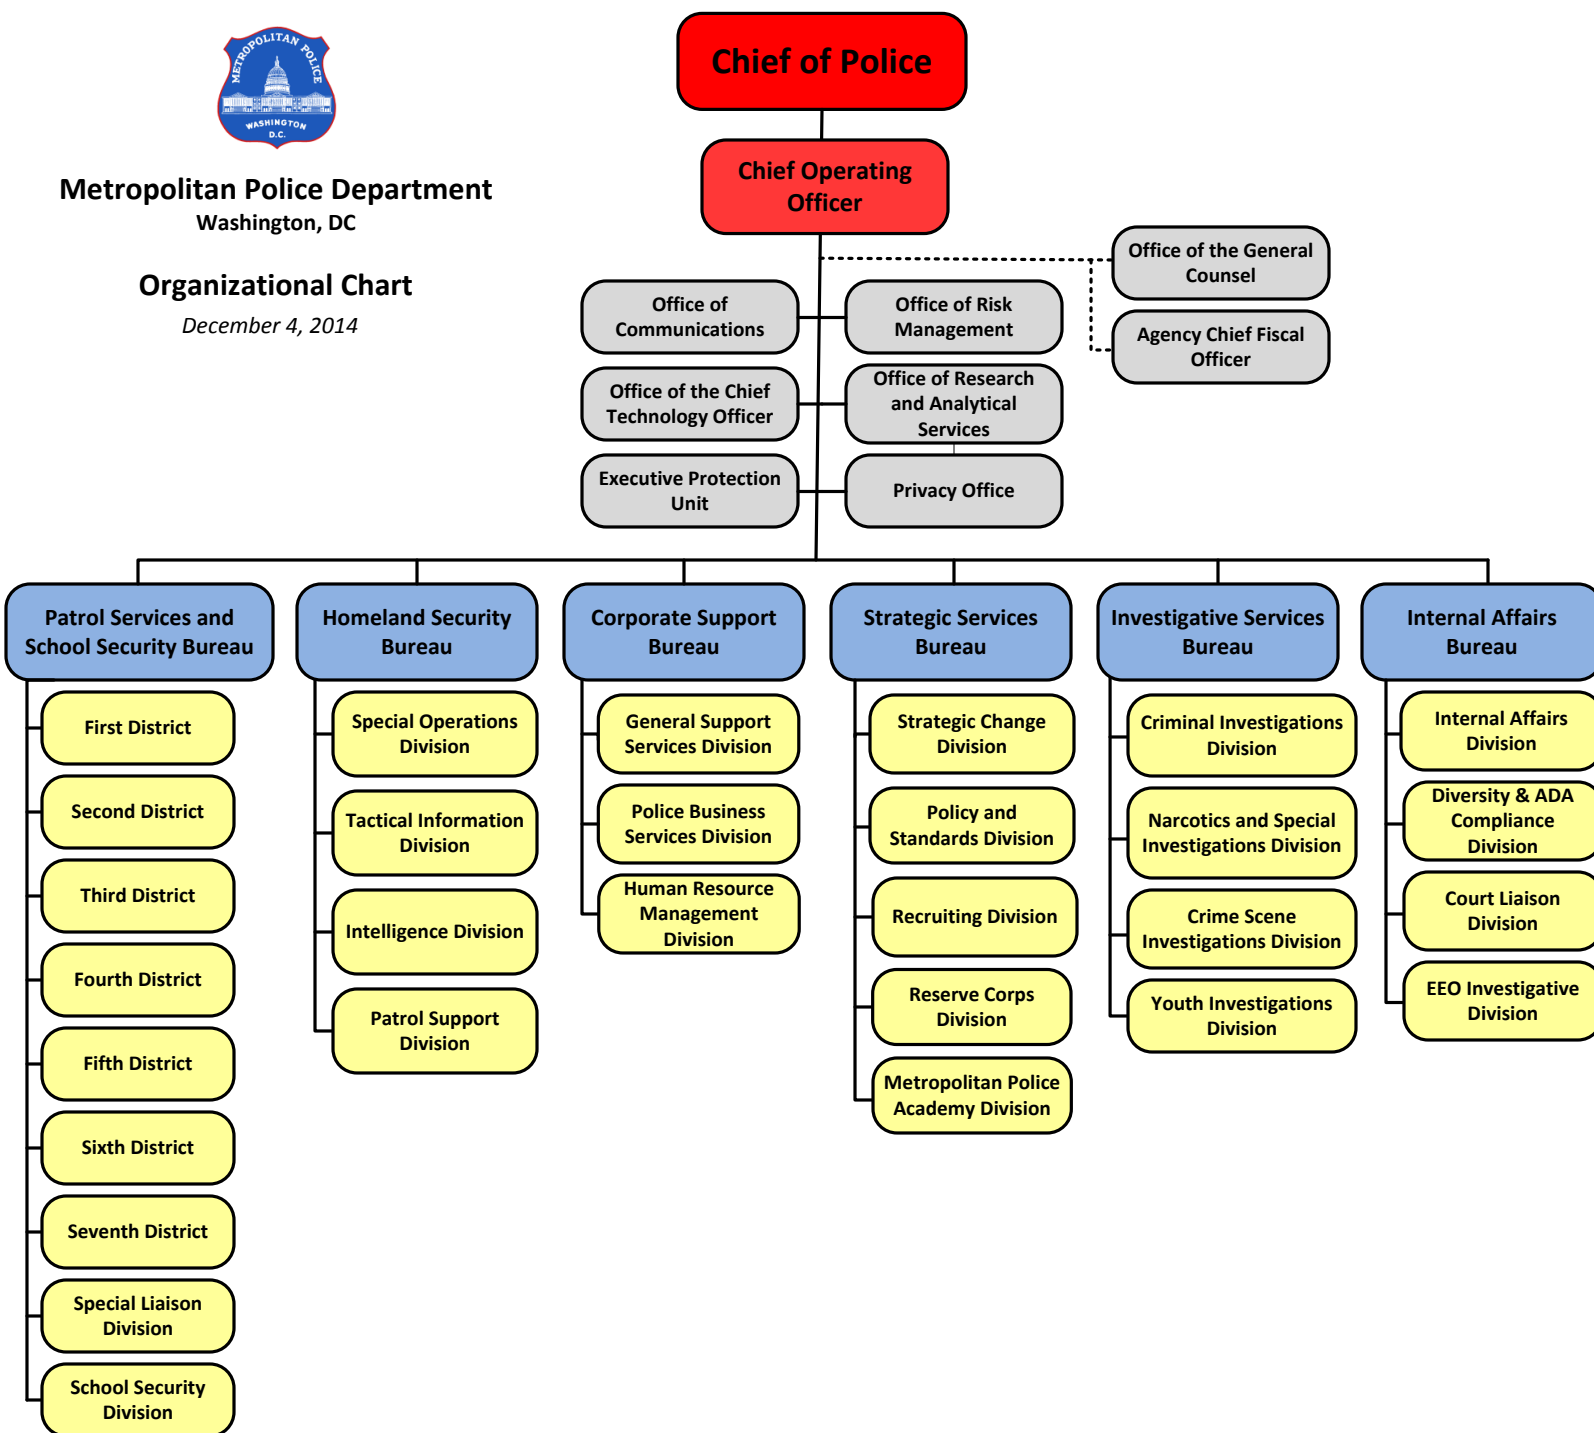 METROPOLITAN POLICE
WASHINGTON
D.C.
Metropolitan Police Department
Washington, DC
Organizational Chart
December 4, 2014
Chief of Police
Chief Operating
Officer
Office of the General
Counsel
Agency Chief Fiscal
Officer
Office of
Communications
Office of Risk
Management
Office of the Chief
Technology Officer
Office of Research
and Analytical
Services
Executive Protection
Unit
Privacy Office
Patrol Services and
School Security Bureau
First District
Second District
Third District
Fourth District
Fifth District
Sixth District
Seventh District
Special Liaison
Division
School Security
Division
Homeland Security
Bureau
Special Operations
Division
Tactical Information
Division
Intelligence Division
Patrol Support
Division
Corporate Support
Bureau
General Support
Services Division
Police Business
Services Division
Human Resource
Management
Division
Strategic Services
Bureau
Strategic Change
Division
Policy and
Standards Division
Recruiting Division
Reserve Corps
Division
Metropolitan Police
Academy Division
Investigative Services
Bureau
Criminal Investigations
Division
Narcotics and Special
Investigations Division
Crime Scene
Investigations Division
Youth Investigations
Division
Internal Affairs
Bureau
Internal Affairs
Division
Diversity & ADA
Compliance
Division
Court Liaison
Division
EEO Investigative
Division